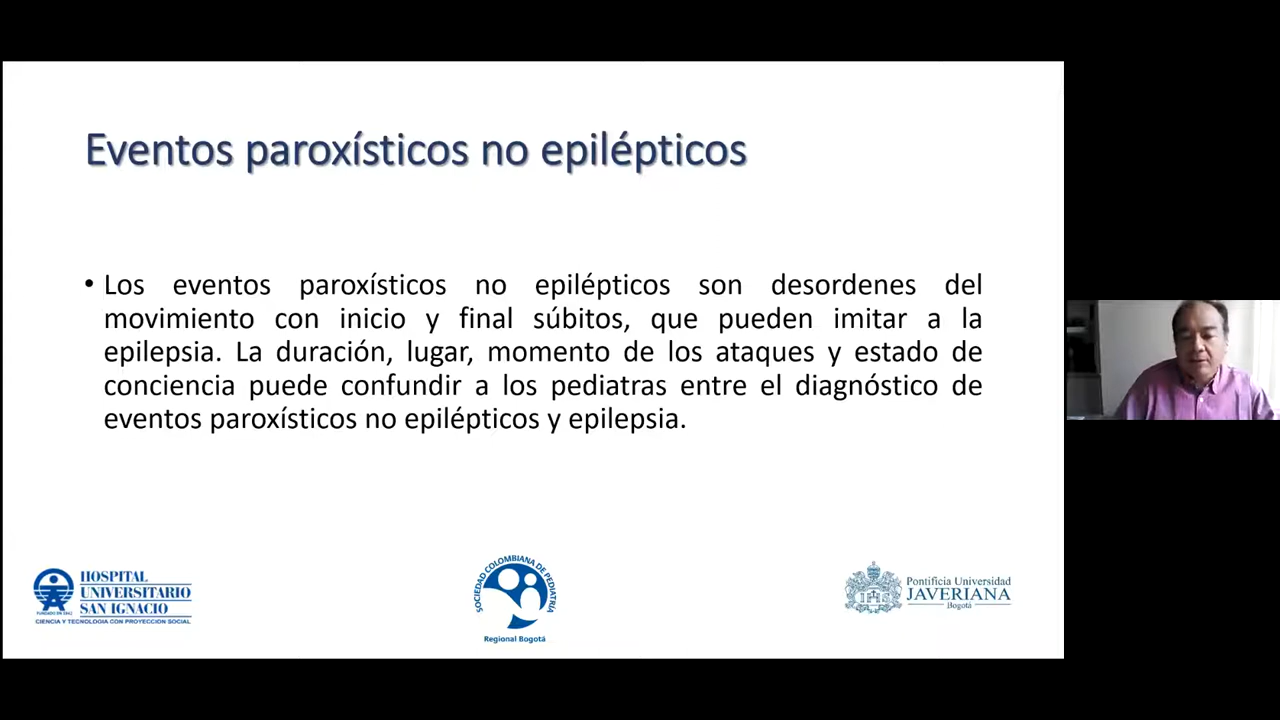 Eventos paroxísticos no epilépticos
• Los eventos paroxísticos no epilépticos son desordenes del
movimiento con inicio y final súbitos, que pueden imitar a la
epilepsia. La duración, lugar, momento de los ataques y estado de
conciencia puede confundir a los pediatras entre el diagnóstico de
eventos paroxísticos no epilépticos y epilepsia.
HOSPITAL
UNIVERSITARIO
SAN IGNACIO
CIENCIA Y TECNOLOGIA CON PROYECCION SOCIAL
SOCIEDAD COLOMBIANA DE PEDIATRÍA
Regional Bogotá
Pontificia Universidad
JAVERIANA
Bogotá